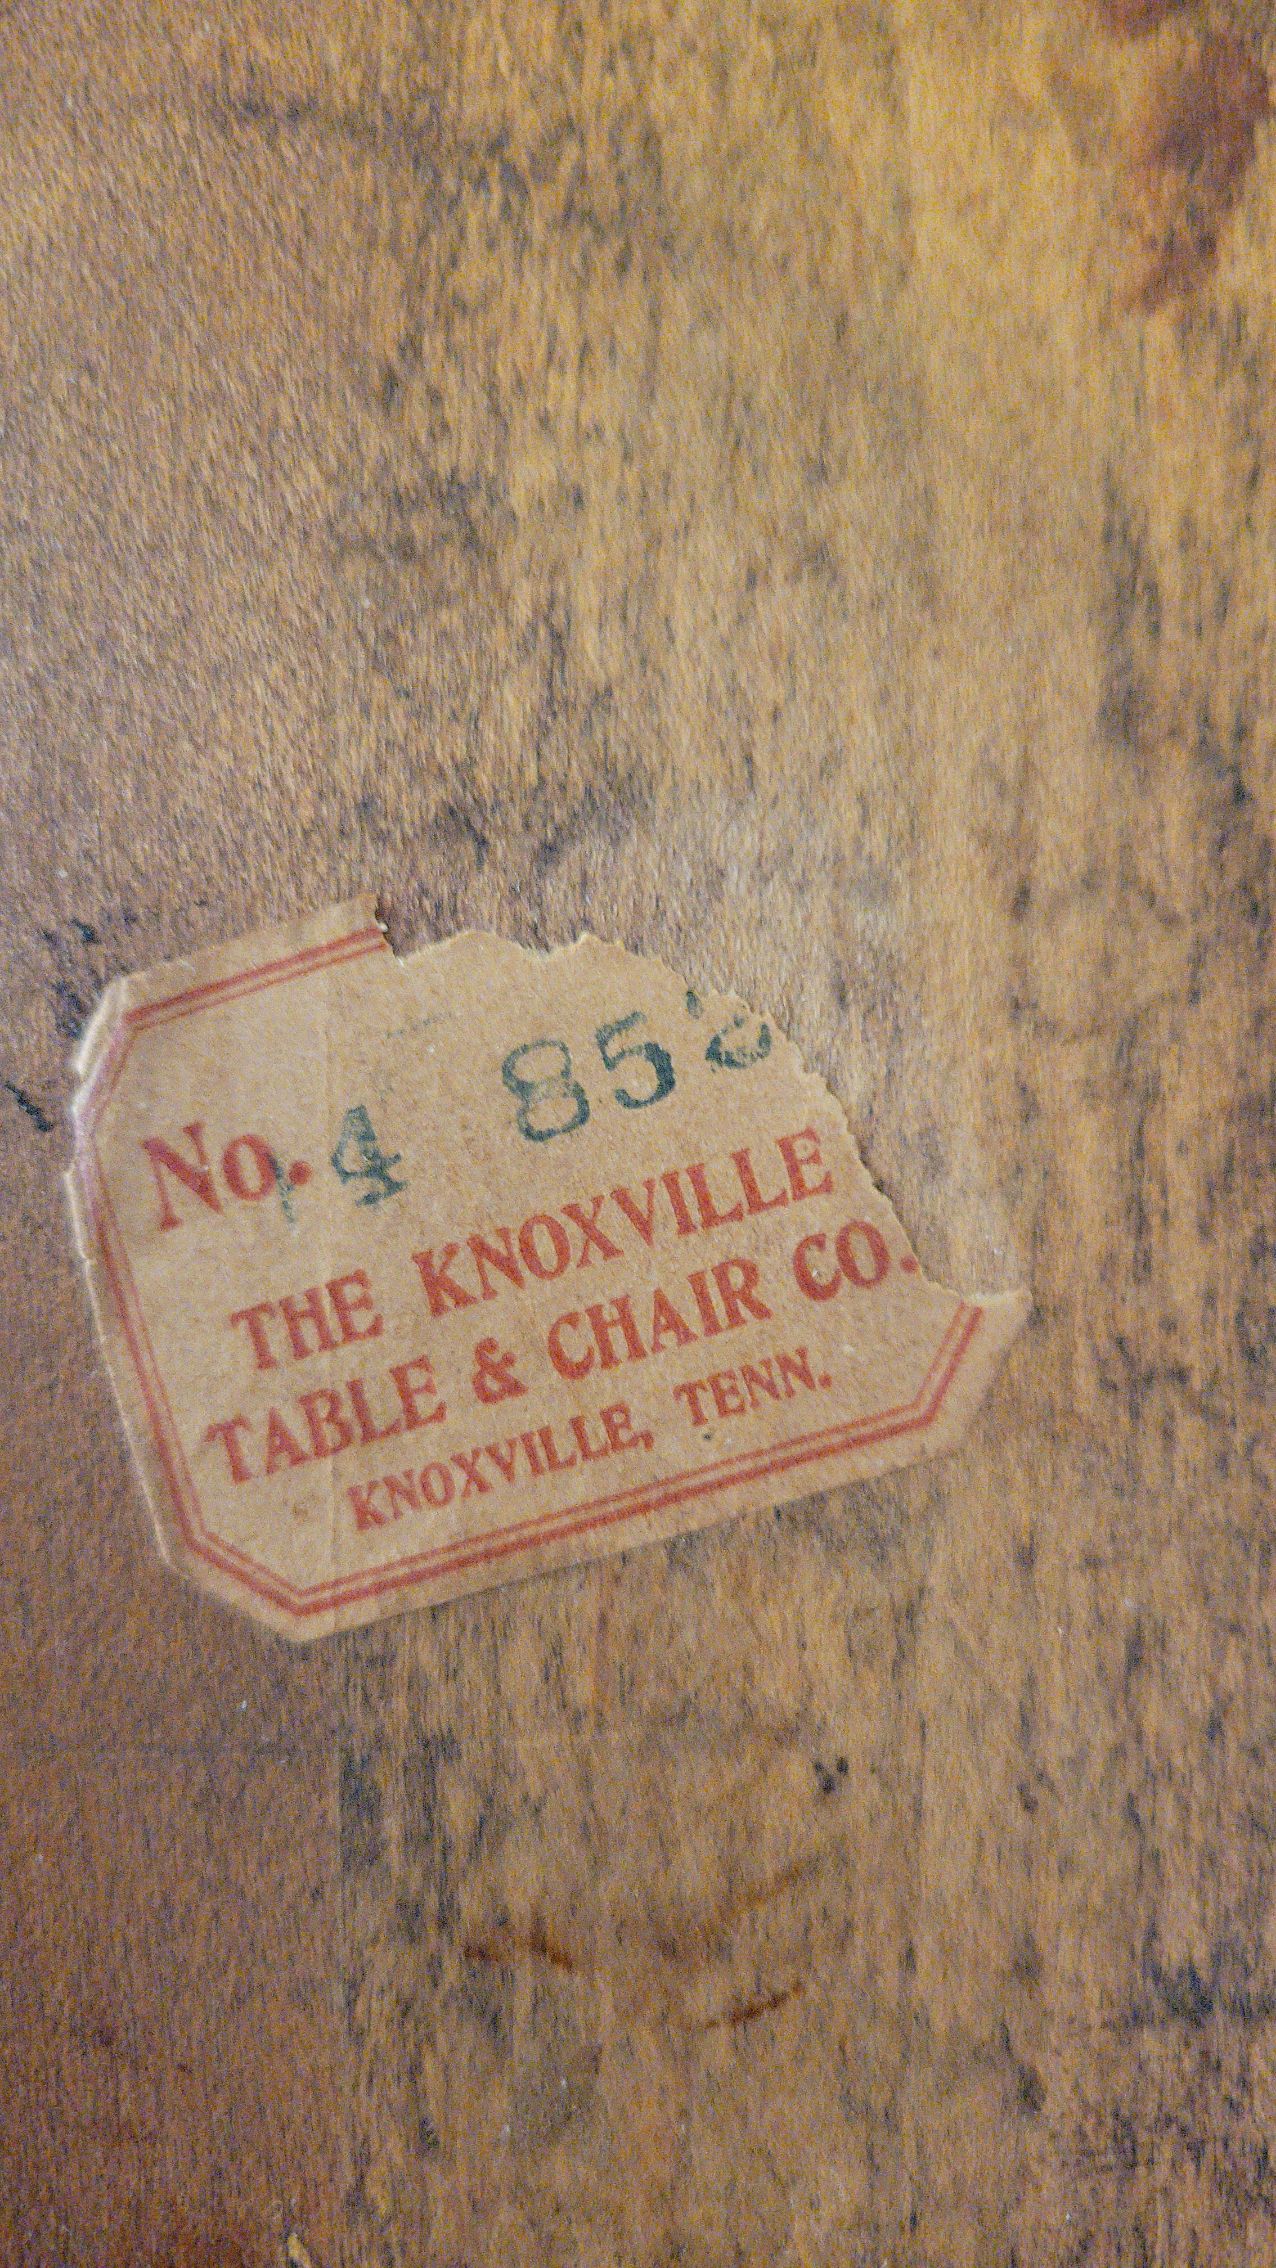 No. 4 85
THE KNOXVILLE
TABLE & CHAIR CO.
KNOXVILLE, TENN.